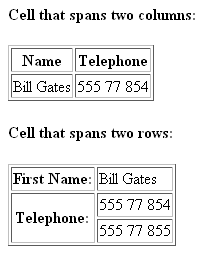 Cell that spans two columns:
Name Telephone
Bill Gates 555 77 854
Cell that spans two rows:
First Name: Bill Gates
Telephone: 555 77 854
555 77 855